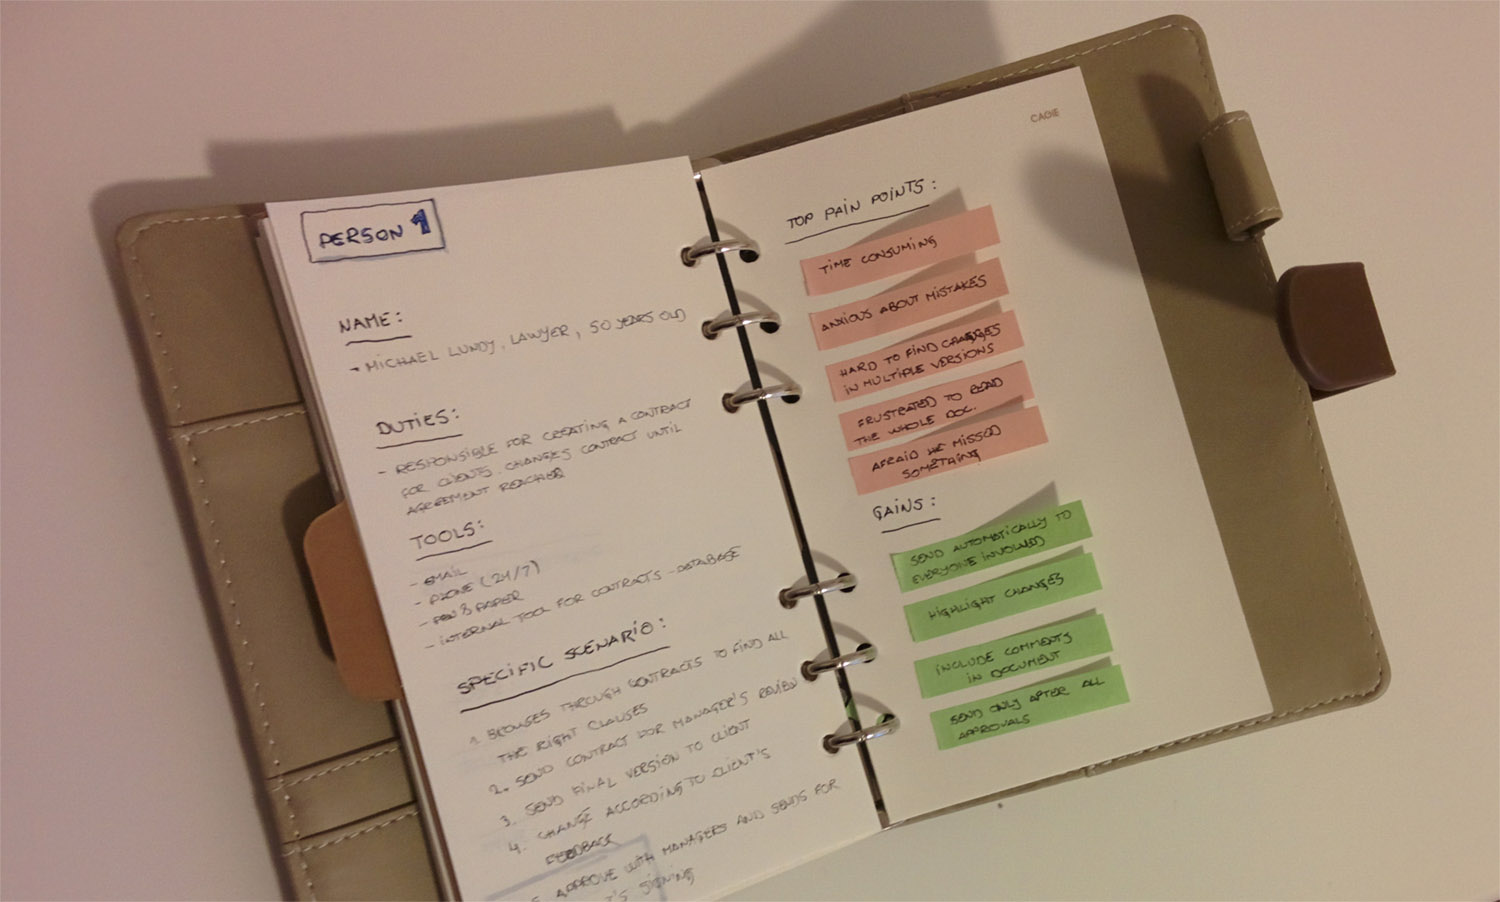 PERSON 1
NAME:
- MICHAEL LUNDY, LAWYER, 50 YEARS OLD
DUTIES:
- RESPONSIBLE FOR CREATING A CONTRACT
FOR CLIENTS. CHANGES CONTRACT UNTIL
AGREEMENT REACHED
TOOLS:
- EMAIL
- PHONE (24/7)
- PEN & PAPER
- INTERNAL TOOL FOR CONTRACTS - DATABASE
SPECIFIC SCENARIO:
1. BROWSES THROUGH CONTRACTS TO FIND ALL
THE RIGHT CLAUSES
2. SEND CONTRACT FOR MANAGER'S REVIEW
3. SEND FINAL VERSION TO CLIENT
4. CHANGE ACCORDING TO CLIENT'S
FEEDBACK
APPROVE WITH MANAGERS AND SENDS FOR
SIGNING
CAGIE
TOP PAIN POINTS:
TIME CONSUMING
ANXIOUS ABOUT MISTAKES
HARD TO FIND CHANGES
IN MULTIPLE VERSIONS
FRUSTRATED TO READ
THE WHOLE DOC.
AFRAID HE MISSED
SOMETHING
GAINS:
SEND AUTOMATICALLY TO
EVERYONE INVOLVED
HIGHLIGHT CHANGES
INCLUDE COMMENTS
IN DOCUMENT
SEND ONLY AFTER ALL
APPROVALS